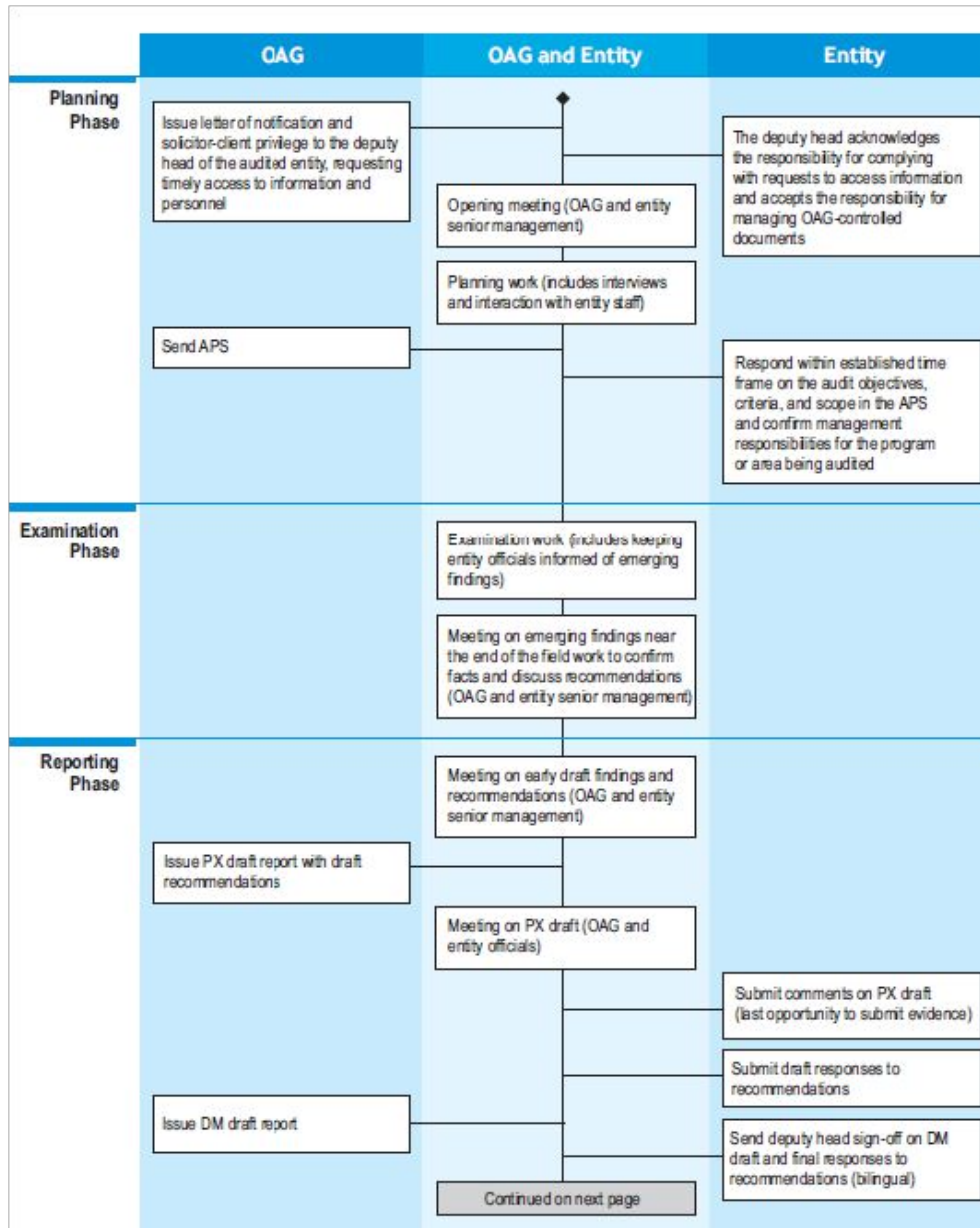 OAG
OAG and Entity
Entity
Planning
Phase
Issue letter of notification and
solicitor-client privilege to the deputy
head of the audited entity, requesting
timely access to information and
personnel
The deputy head acknowledges
the responsibility for complying
with requests to access information
and accepts the responsibility for
managing OAG-controlled
documents
Opening meeting (OAG and entity
senior management)
Planning work (includes interviews
and interaction with entity staff)
Send APS
Respond within established time
frame on the audit objectives,
criteria, and scope in the APS
and confirm management
responsibilities for the program
or area being audited
Examination
Phase
Examination work (includes keeping
entity officials informed of emerging
findings)
Meeting on emerging findings near
the end of the field work to confirm
facts and discuss recommendations
(OAG and entity senior management)
Reporting
Phase
Meeting on early draft findings and
recommendations (OAG and entity
senior management)
Issue PX draft report with draft
recommendations
Meeting on PX draft (OAG and
entity officials)
Submit comments on PX draft
(last opportunity to submit evidence)
Submit draft responses to
recommendations
Issue DM draft report
Send deputy head sign-off on DM
draft and final responses to
recommendations (bilingual)
Continued on next page